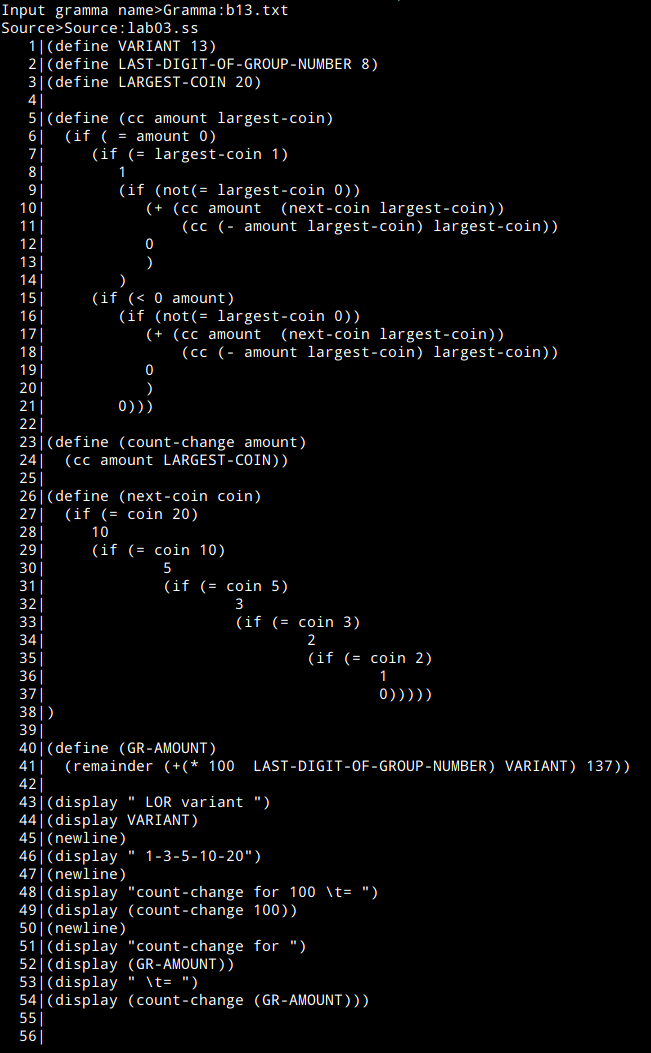 Input gramma name>Gramma:b13.txt
Source>Source:lab03.ss
   1|(define VARIANT 13)
   2|(define LAST-DIGIT-OF-GROUP-NUMBER 8)
   3|(define LARGEST-COIN 20)
   4|
   5|(define (cc amount largest-coin)
   6|  (if ( = amount 0)
   7|     (if (= largest-coin 1)
   8|        1
   9|        (if (not(= largest-coin 0))
  10|           (+ (cc amount  (next-coin largest-coin))
  11|               (cc (- amount largest-coin) largest-coin))
  12|           0
  13|           )
  14|        )
  15|     (if (< 0 amount)
  16|        (if (not(= largest-coin 0))
  17|           (+ (cc amount  (next-coin largest-coin))
  18|               (cc (- amount largest-coin) largest-coin))
  19|           0
  20|           )
  21|        0)))
  22|
  23|(define (count-change amount)
  24|  (cc amount LARGEST-COIN))
  25|
  26|(define (next-coin coin)
  27|  (if (= coin 20)
  28|     10
  29|     (if (= coin 10)
  30|             5
  31|             (if (= coin 5)
  32|                     3
  33|                     (if (= coin 3)
  34|                             2
  35|                             (if (= coin 2)
  36|                                     1
  37|                                     0)))))
  38|)
  39|
  40|(define (GR-AMOUNT)
  41|  (remainder (+(* 100  LAST-DIGIT-OF-GROUP-NUMBER) VARIANT) 137))
  42|
  43|(display " LOR variant ")
  44|(display VARIANT)
  45|(newline)
  46|(display " 1-3-5-10-20")
  47|(newline)
  48|(display "count-change for 100 \t= ")
  49|(display (count-change 100))
  50|(newline)
  51|(display "count-change for ")
  52|(display (GR-AMOUNT))
  53|(display " \t= ")
  54|(display (count-change (GR-AMOUNT)))
  55|
  56|